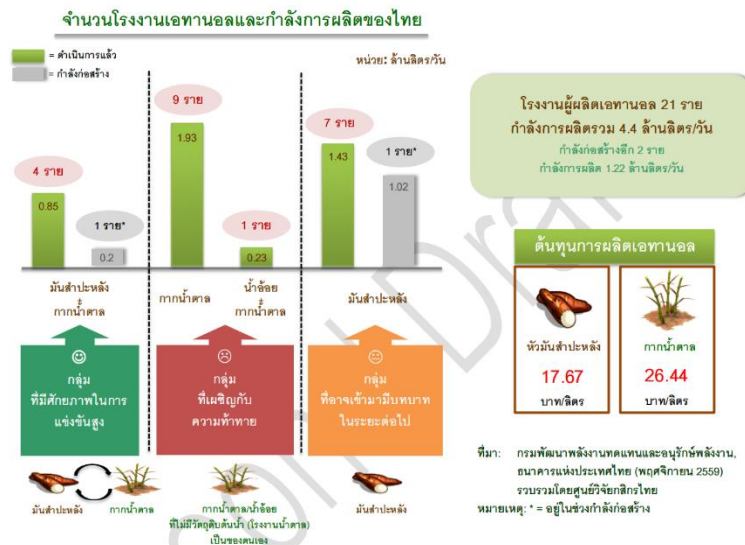 จำนวนโรงงานเอทานอลและกำลังการผลิตของไทย
= ดำเนินการแล้ว
= กำลังก่อสร้าง
หน่วย: ล้านลิตร/วัน
4 ราย
0.85
1 ราย*
0.2
9 ราย
1.93
1 ราย
0.23
7 ราย
1.43
1 ราย*
1.02
มันสำปะหลัง
+
กากน้ำตาล
กากน้ำตาล
น้ำอ้อย
+
กากน้ำตาล
มันสำปะหลัง
กลุ่ม
ที่มีศักยภาพในการ
แข่งขันสูง
กลุ่ม
ที่เผชิญกับ
ความท้าทาย
กลุ่ม
ที่อาจเข้ามามีบทบาท
ในระยะต่อไป
มันสำปะหลัง
กากน้ำตาล
กากน้ำตาล/น้ำอ้อย
ที่ไม่มีวัตถุดิบต้นน้ำ (โรงงานน้ำตาล)
เป็นของตนเอง
มันสำปะหลัง
โรงงานผู้ผลิตเอทานอล 21 ราย
กำลังการผลิตรวม 4.4 ล้านลิตร/วัน
กำลังก่อสร้างอีก 2 ราย
กำลังการผลิต 1.22 ล้านลิตร/วัน
ต้นทุนการผลิตเอทานอล
หัวมันสำปะหลัง
17.67
บาท/ลิตร
กากน้ำตาล
26.44
บาท/ลิตร
ที่มา: กรมพัฒนาพลังงานทดแทนและอนุรักษ์พลังงาน,
ธนาคารแห่งประเทศไทย (พฤศจิกายน 2559)
รวบรวมโดยศูนย์วิจัยกสิกรไทย
หมายเหตุ: * = อยู่ในช่วงกำลังก่อสร้าง